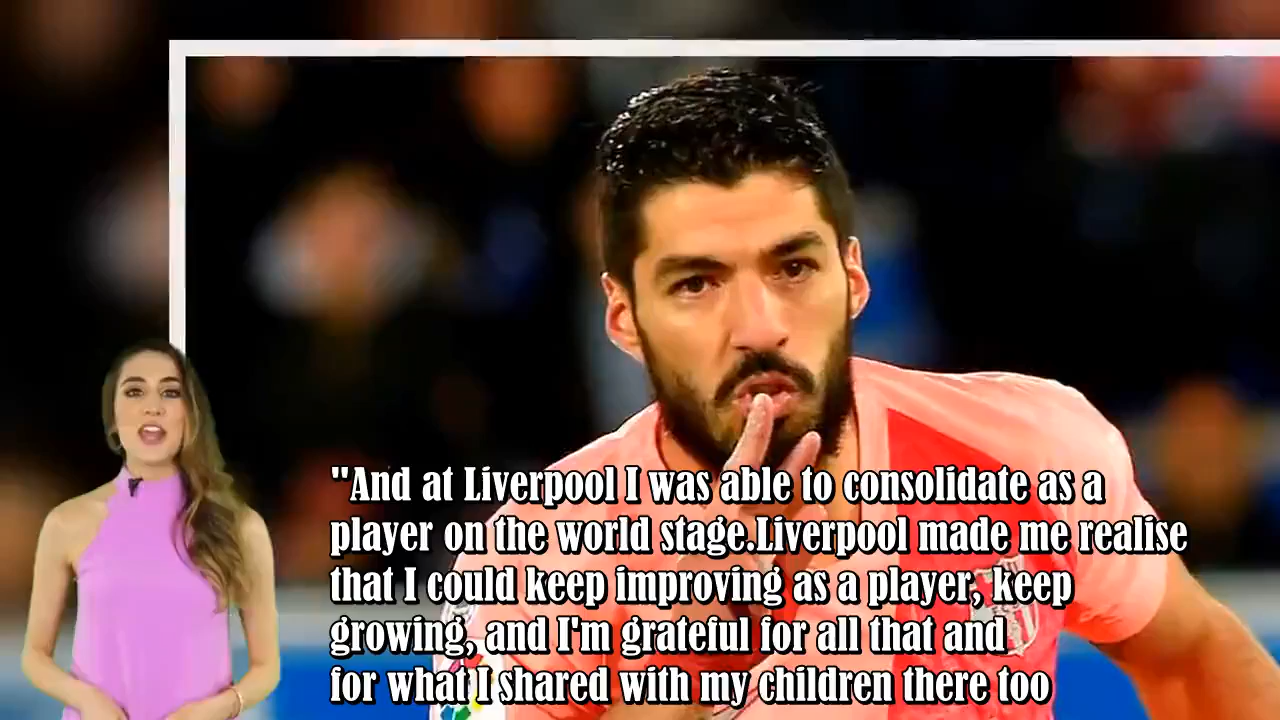 "And at Liverpool I was able to consolidate as a
player on the world stage.Liverpool made me realise
that I could keep improving as a player, keep
growing, and I'm grateful for all that and
for what I shared with my children there too